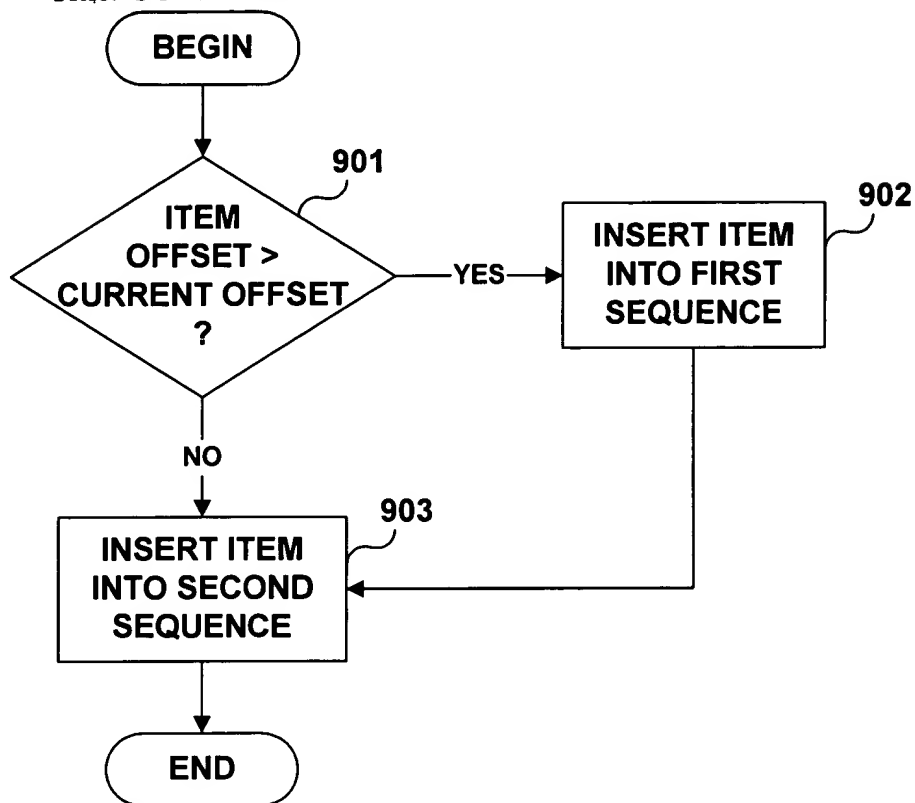 BEGIN
901
ITEM
OFFSET >
CURRENT OFFSET
?
YES
902
INSERT ITEM
INTO FIRST
SEQUENCE
NO
903
INSERT ITEM
INTO SECOND
SEQUENCE
END